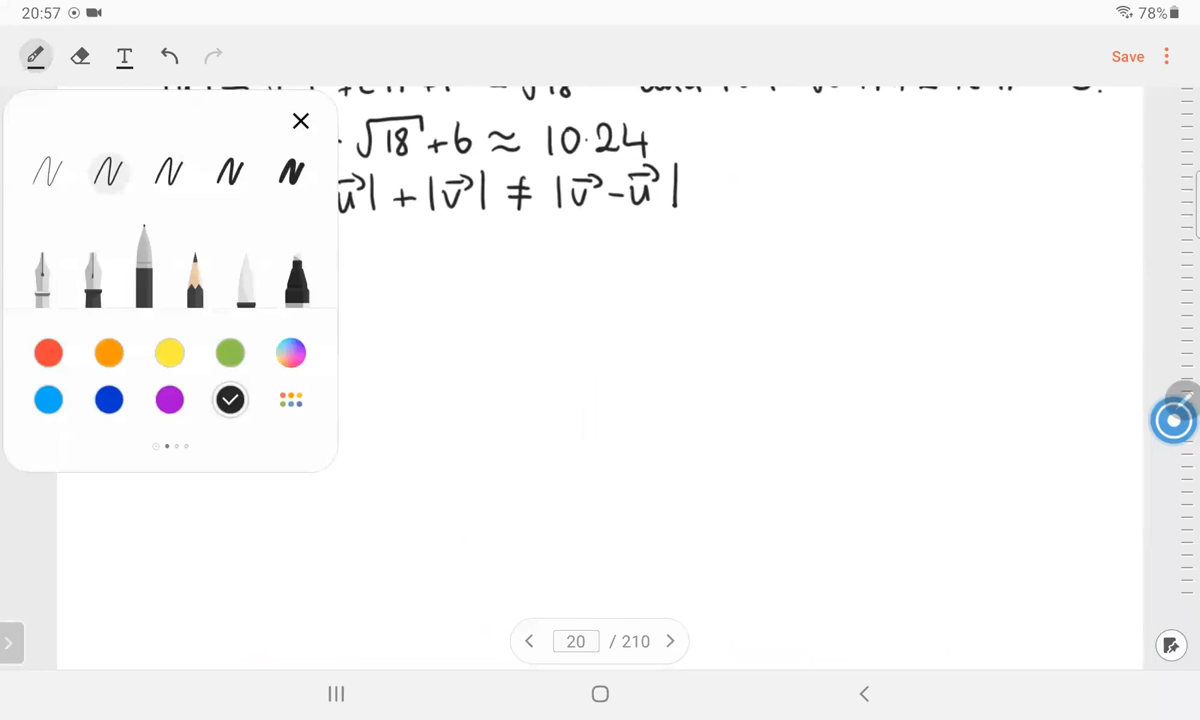 20:57 78%
T
Save
√18 + 6 ≈ 10·24
u⃗| + |v⃗| ≠ |v⃗ - u⃗|
20 / 210